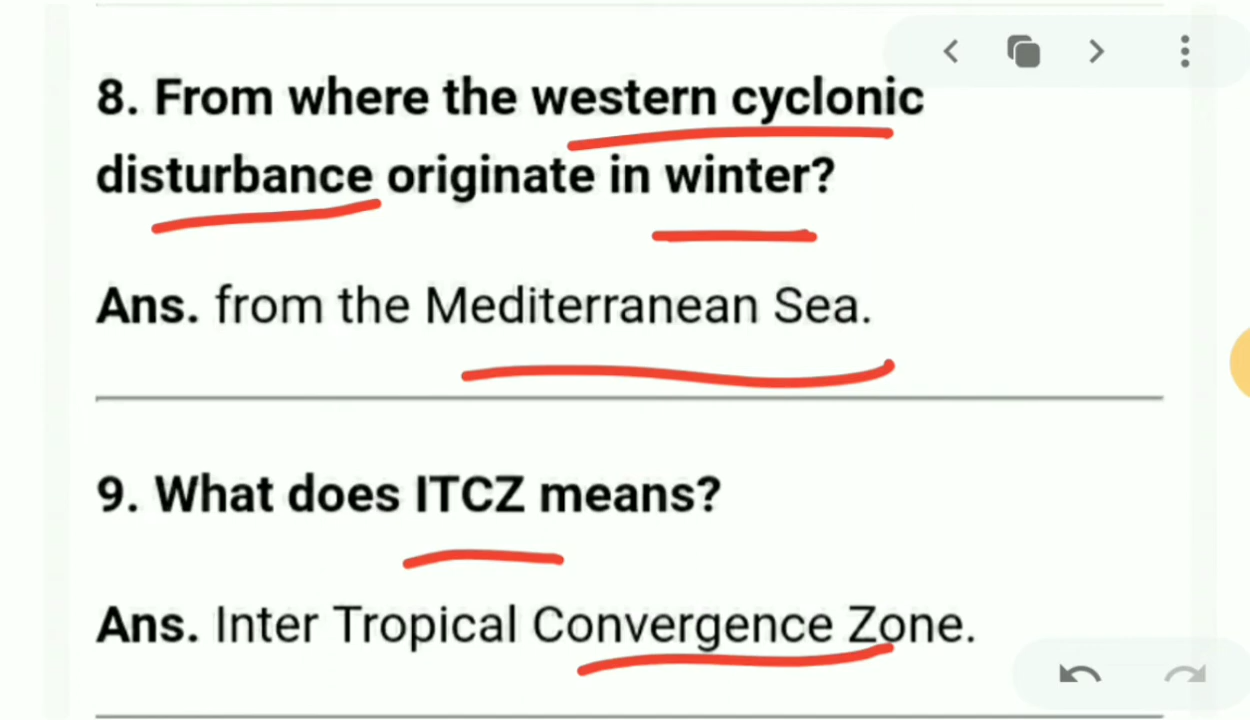 8. From where the western cyclonic
disturbance originate in winter?
Ans. from the Mediterranean Sea.
9. What does ITCZ means?
Ans. Inter Tropical Convergence Zone.